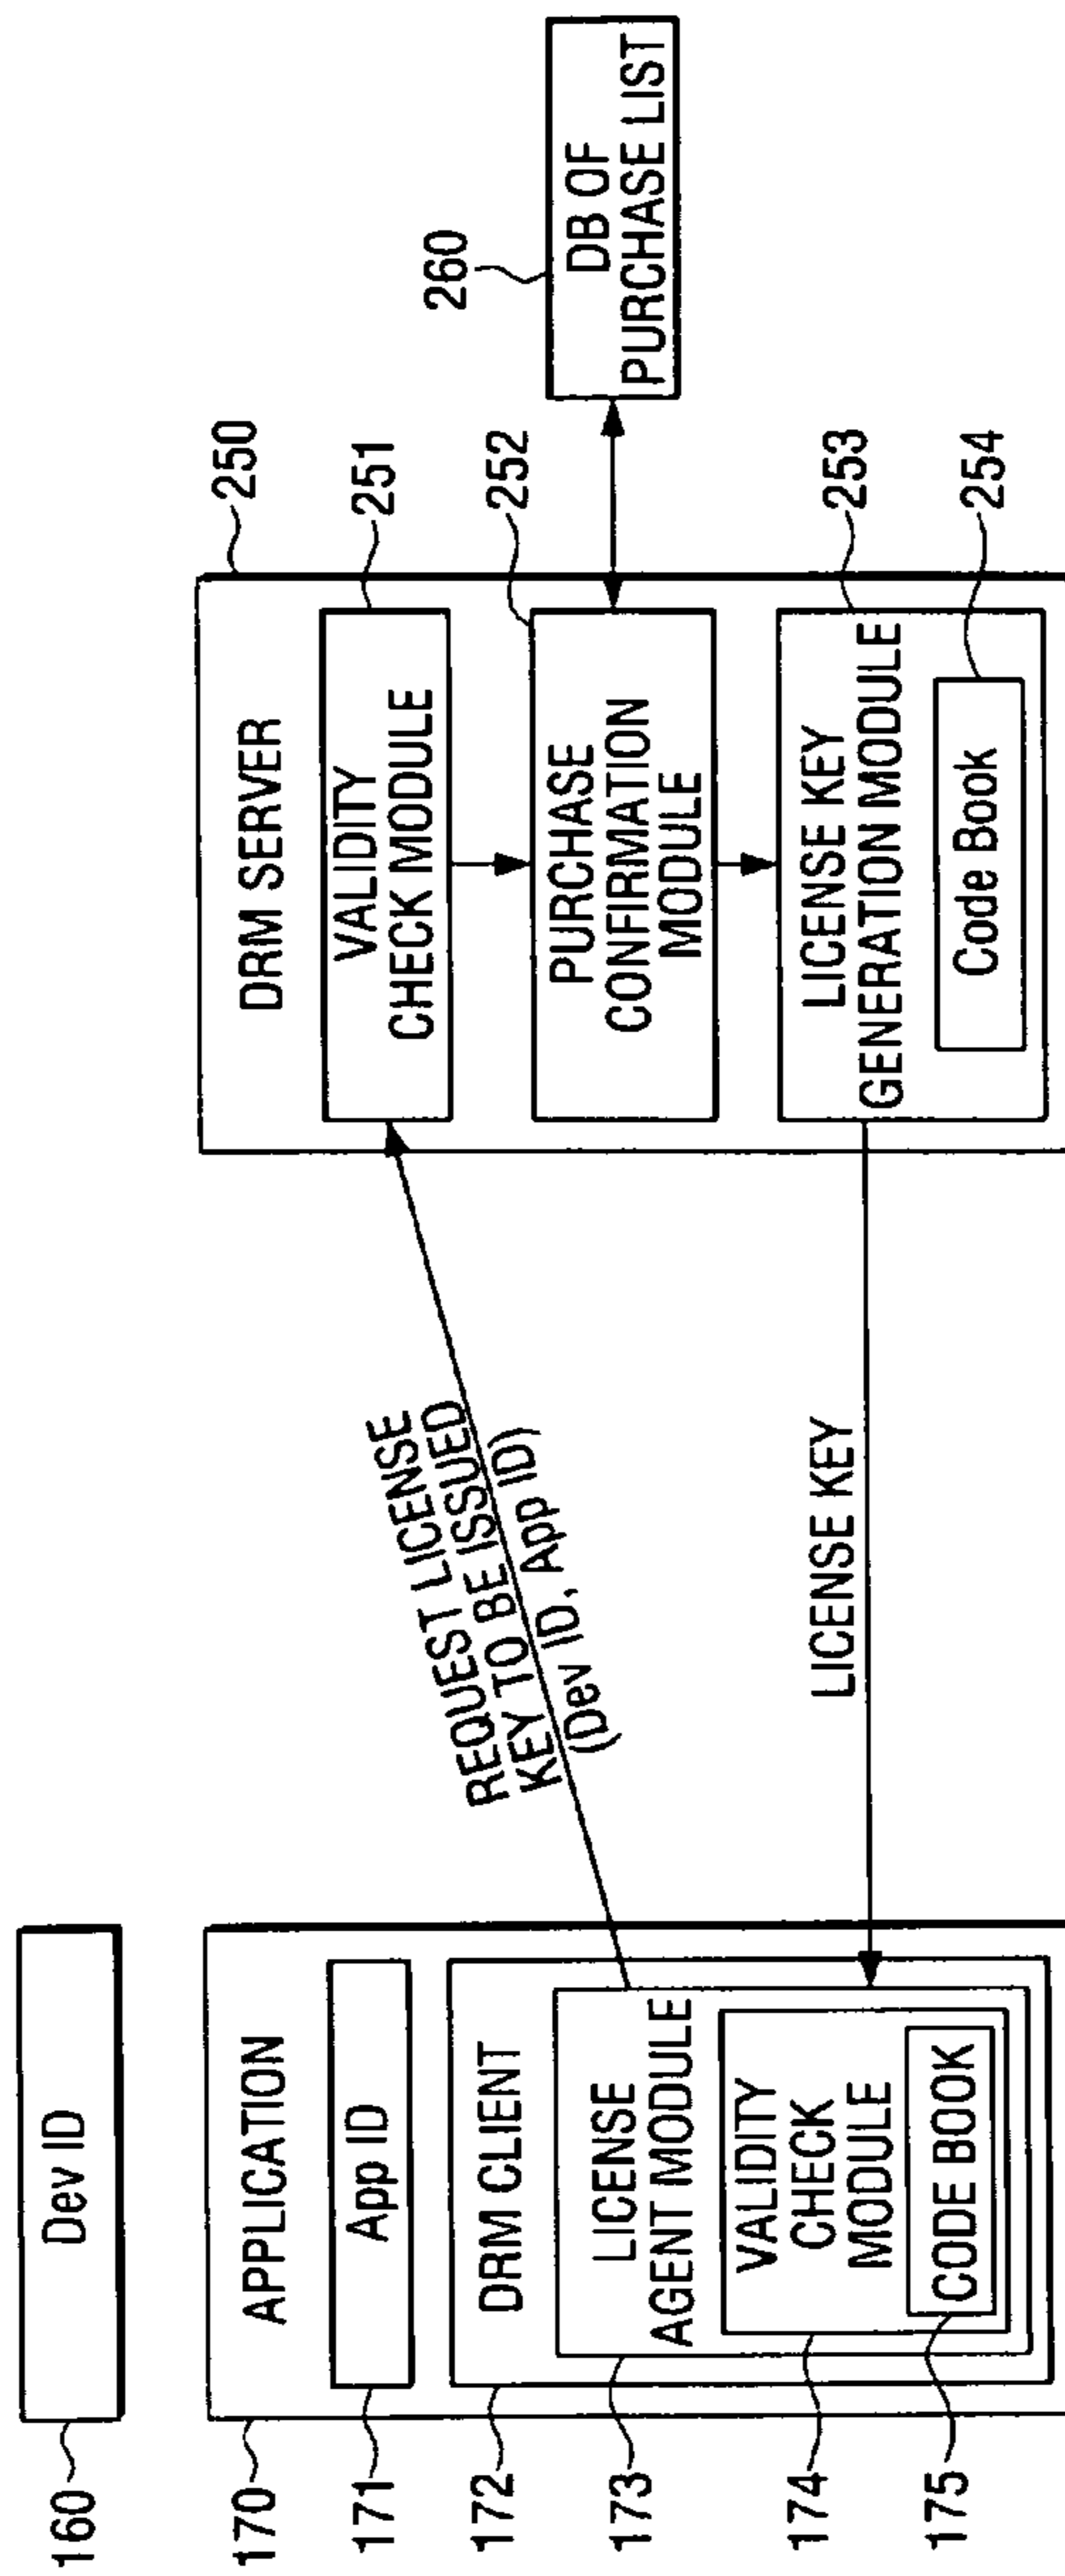 160
Dev ID
170
APPLICATION
171
App ID
172
DRM CLIENT
173
LICENSE
AGENT MODULE
174
VALIDITY
CHECK
MODULE
175
CODE BOOK
REQUEST LICENSE
KEY TO BE ISSUED
(Dev ID, App ID)
LICENSE KEY
250
DRM SERVER
251
VALIDITY
CHECK MODULE
252
PURCHASE
CONFIRMATION
MODULE
253
LICENSE KEY
GENERATION MODULE
254
Code Book
260
DB OF
PURCHASE LIST